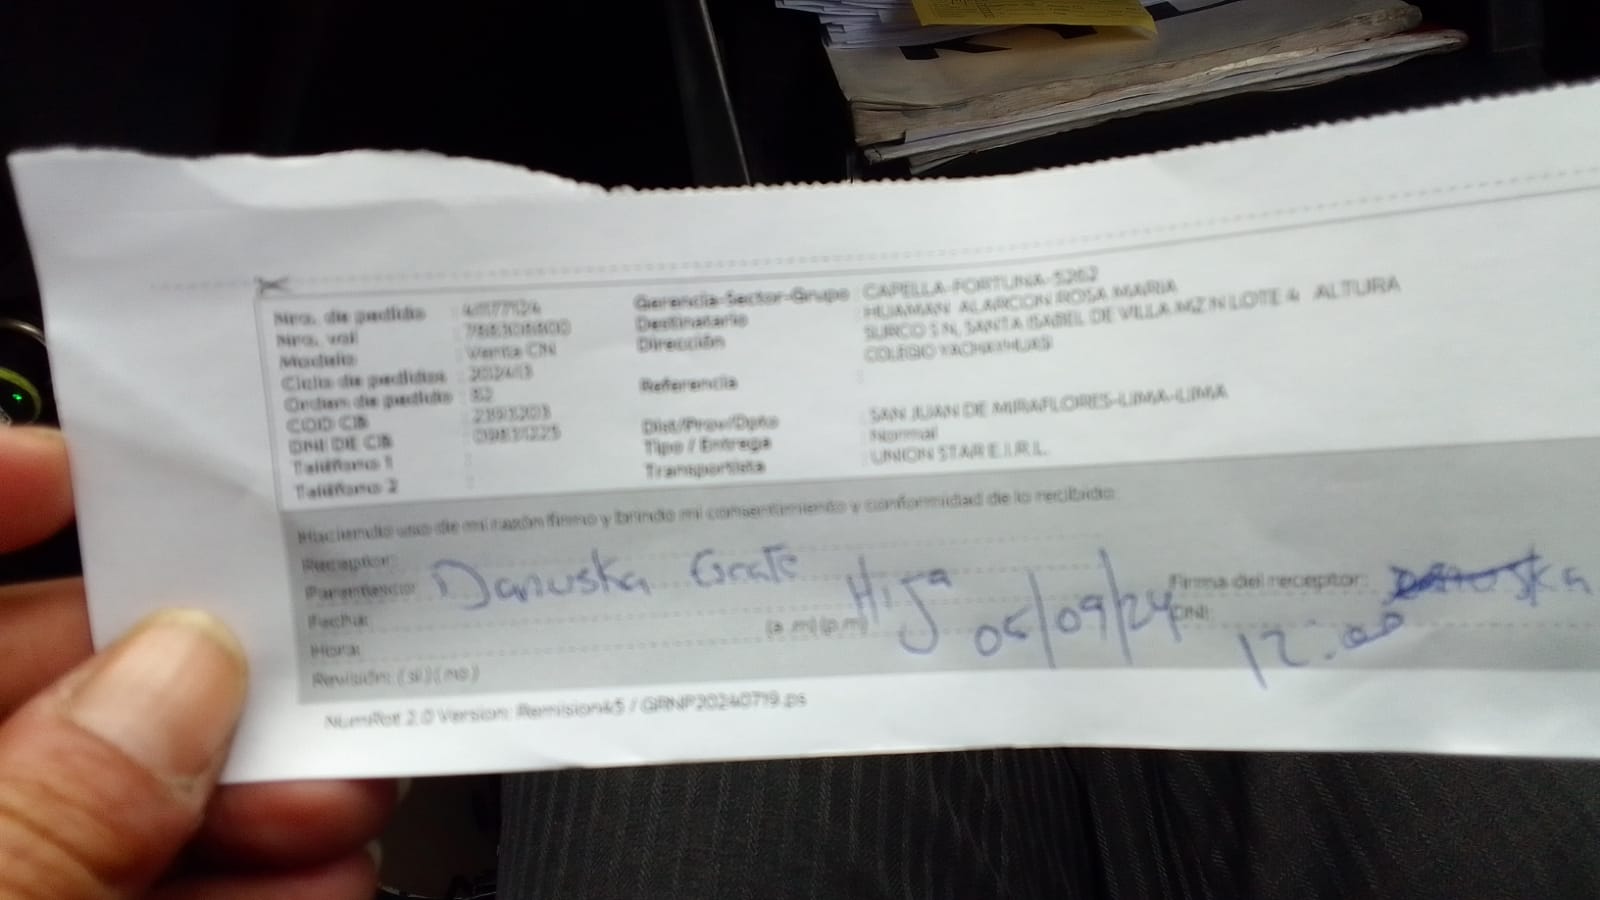 Nro. de pedido : Gerencia-Sector-Grupo : CAPELLA-FORTUNA-5262
Nro. val : Destinatario : HUAMAN ALARCON ROSA MARIA
Modulo : Venta CN Dirección : SURCO S N, SANTA ISABEL DE VILLA MZ N LOTE 4 ALTURA
COLEGIO YACHAYHUASI
Ciclo de pedidos : 202413
Orden de pedido : 52 Referencia :
COD CB :
DNI DE CB : Dist/Prov/Dpto : SAN JUAN DE MIRAFLORES-LIMA-LIMA
Teléfono 1 : Tipo / Entrega : Normal
Teléfono 2 : Transportista : UNION STAR E.I.R.L.
Haciendo uso de mi razón firmo y brindo mi consentimiento y conformidad de lo recibido:
Receptor:
Parentesco: Danuska Hija Firma del receptor:
Fecha: 05/09/24 DNI:
Hora: (a .m) (p.m) 12:00
Revisión: ( si ) ( no )
NumRot 2.0 Version: Remision45 / GRNP20240719.ps